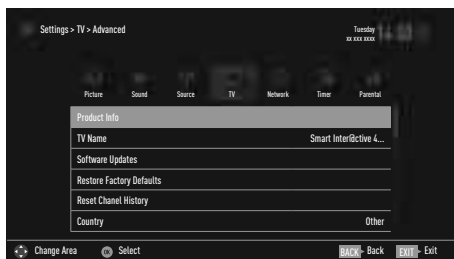 Settings > TV > Advanced
Tuesday
xx xxx xxxx
Picture Sound Source TV Network Timer Parental
Product Info
TV Name Smart Inter@ctive 4...
Software Updates
Restore Factory Defaults
Reset Chanel History
Country Other
Change Area OK Select BACK Back EXIT Exit